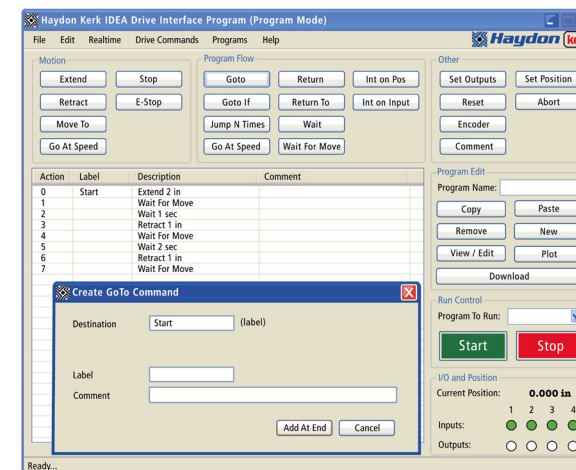 Haydon Kerk IDEA Drive Interface Program (Program Mode)
File Edit Realtime Drive Commands Programs Help
Haydon ke
Motion
Extend Stop
Retract E-Stop
Move To
Go At Speed
Program Flow
Goto Return Int on Pos
Goto If Return To Int on Input
Jump N Times Wait
Go At Speed Wait For Move
Other
Set Outputs Set Position
Reset Abort
Encoder
Comment
Action Label Description Comment
0 Start Extend 2 in
1 Wait For Move
2 Wait 1 sec
3 Retract 1 in
4 Wait For Move
5 Wait 2 sec
6 Retract 1 in
7 Wait For Move
Program Edit
Program Name:
Copy Paste
Remove New
View / Edit Plot
Download
Run Control
Program To Run:
Start Stop
I/O and Position
Current Position: 0.000 in
1 2 3 4
Inputs:
Outputs:
Create GoTo Command
Destination Start (label)
Label
Comment
Add At End Cancel
Ready...